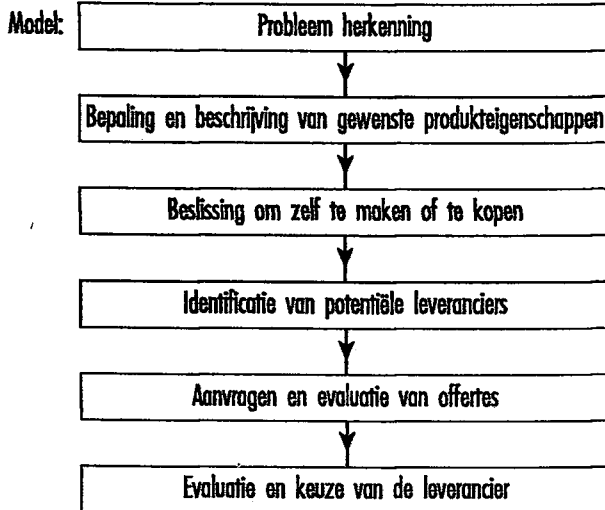 Model:
Probleem herkenning
Bepaling en beschrijving van gewenste produkteigenschappen
Beslissing om zelf te maken of te kopen
Identificatie van potentiële leveranciers
Aanvragen en evaluatie van offertes
Evaluatie en keuze van de leverancier